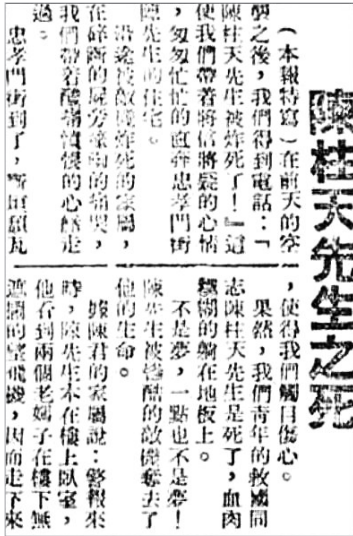 陳柱天先生之死
（本報特寫）在前天的空
襲之後，我們得到電話：「
陳柱天先生被炸死了！」這
使我們帶著將信將疑的心情
，匆匆忙忙的直奔忠孝門街
陳先生的住宅。
沿途被敵機炸死的家屬，
在碎斷的屍旁的痛哭，
我們帶著酸痛憤恨的心經走
過。
忠孝門街到了，斷垣頹瓦
，使得我們觸目傷心。
果然，我們青年的救國同
志陳柱天先生是死了，血肉
糢糊的躺在地板上。
不是夢，一點也不是夢！
陳先生被慘酷的敵機奪去了
他的生命。
據陳君的家屬說：警報來
時，陳先生本在樓上臥室，
他看到兩個老媽子在樓下無
遮攔的望飛機，因而走下來